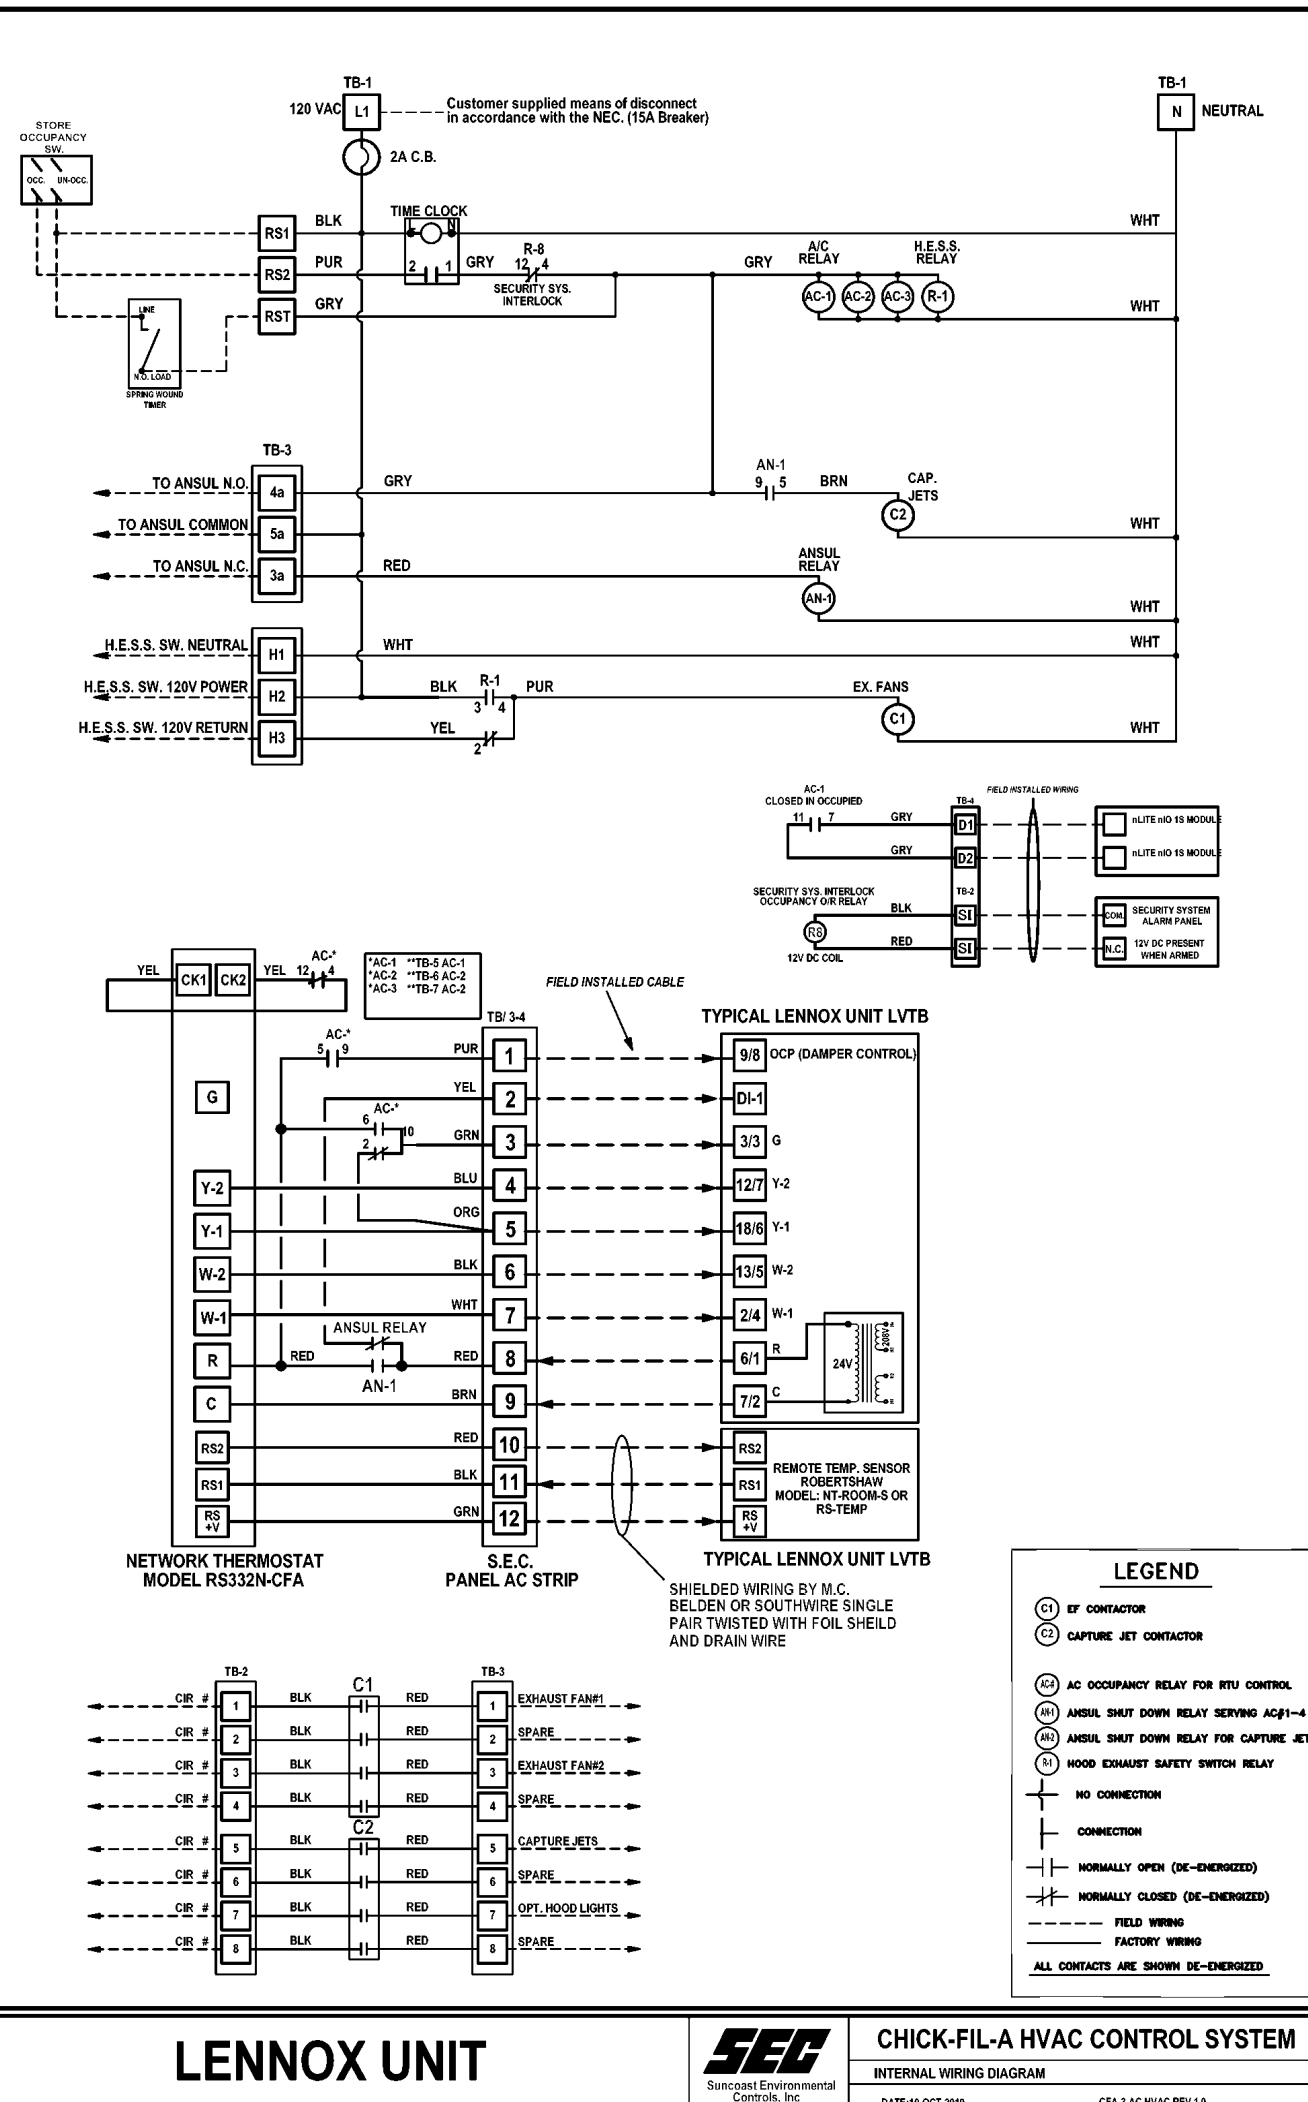 TB-1
120 VAC
L1
Customer supplied means of disconnect
in accordance with the NEC. (15A Breaker)
TB-1
N
NEUTRAL
2A C.B.
STORE
OCCUPANCY
SW.
OCC.
UN-OCC.
RS1
BLK
TIME CLOCK
L
N
WHT
RS2
PUR
2
1
GRY
R-8
12
4
SECURITY SYS.
INTERLOCK
GRY
A/C
RELAY
H.E.S.S.
RELAY
AC-1
AC-2
AC-3
R-1
RST
GRY
WHT
LINE
N.O. LOAD
SPRING WOUND
TIMER
TB-3
TO ANSUL N.O.
4a
GRY
AN-1
9
5
BRN
CAP.
JETS
C2
TO ANSUL COMMON
5a
WHT
TO ANSUL N.C.
3a
RED
ANSUL
RELAY
AN-1
WHT
H.E.S.S. SW. NEUTRAL
H1
WHT
WHT
H.E.S.S. SW. 120V POWER
H2
BLK
R-1
3
4
PUR
EX. FANS
C1
H.E.S.S. SW. 120V RETURN
H3
YEL
2
WHT
AC-1
CLOSED IN OCCUPIED
11
7
GRY
GRY
TB-4
D1
D2
FIELD INSTALLED WIRING
nLITE nIO 1S MODULE
nLITE nIO 1S MODULE
SECURITY SYS. INTERLOCK
OCCUPANCY O/R RELAY
R8
12V DC COIL
BLK
RED
TB-2
SI
SI
COM.
SECURITY SYSTEM
ALARM PANEL
N.C.
12V DC PRESENT
WHEN ARMED
YEL
CK1
CK2
YEL
AC-*
12
4
*AC-1 **TB-5 AC-1
*AC-2 **TB-6 AC-2
*AC-3 **TB-7 AC-2
FIELD INSTALLED CABLE
TB/ 3-4
TYPICAL LENNOX UNIT LVTB
AC-*
5
9
PUR
1
9/8
OCP (DAMPER CONTROL)
G
YEL
2
DI-1
AC-*
6
10
2
GRN
3
3/3
G
Y-2
BLU
4
12/7
Y-2
Y-1
ORG
5
18/6
Y-1
W-2
BLK
6
13/5
W-2
W-1
WHT
7
2/4
W-1
ANSUL RELAY
R
RED
AN-1
RED
8
6/1
R
24V
208V
C
BRN
9
7/2
C
RS2
RED
10
RS2
RS1
BLK
11
RS1
RS
+V
GRN
12
RS
+V
REMOTE TEMP. SENSOR
ROBERTSHAW
MODEL: NT-ROOM-S OR
RS-TEMP
NETWORK THERMOSTAT
MODEL RS332N-CFA
S.E.C.
PANEL AC STRIP
TYPICAL LENNOX UNIT LVTB
SHIELDED WIRING BY M.C.
BELDEN OR SOUTHWIRE SINGLE
PAIR TWISTED WITH FOIL SHEILD
AND DRAIN WIRE
LEGEND
C1 EF CONTACTOR
C2 CAPTURE JET CONTACTOR
AC# AC OCCUPANCY RELAY FOR RTU CONTROL
AN-1 ANSUL SHUT DOWN RELAY SERVING AC#1-4
AN-2 ANSUL SHUT DOWN RELAY FOR CAPTURE JET
R-1 HOOD EXHAUST SAFETY SWITCH RELAY
NO CONNECTION
CONNECTION
NORMALLY OPEN (DE-ENERGIZED)
NORMALLY CLOSED (DE-ENERGIZED)
FIELD WIRING
FACTORY WIRING
ALL CONTACTS ARE SHOWN DE-ENERGIZED
TB-2
C1
TB-3
CIR # 1 BLK RED 1 EXHAUST FAN#1
CIR # 2 BLK RED 2 SPARE
CIR # 3 BLK RED 3 EXHAUST FAN#2
CIR # 4 BLK RED 4 SPARE
C2
CIR # 5 BLK RED 5 CAPTURE JETS
CIR # 6 BLK RED 6 SPARE
CIR # 7 BLK RED 7 OPT. HOOD LIGHTS
CIR # 8 BLK RED 8 SPARE
LENNOX UNIT
SEC
Suncoast Environmental
Controls, Inc
CHICK-FIL-A HVAC CONTROL SYSTEM
INTERNAL WIRING DIAGRAM